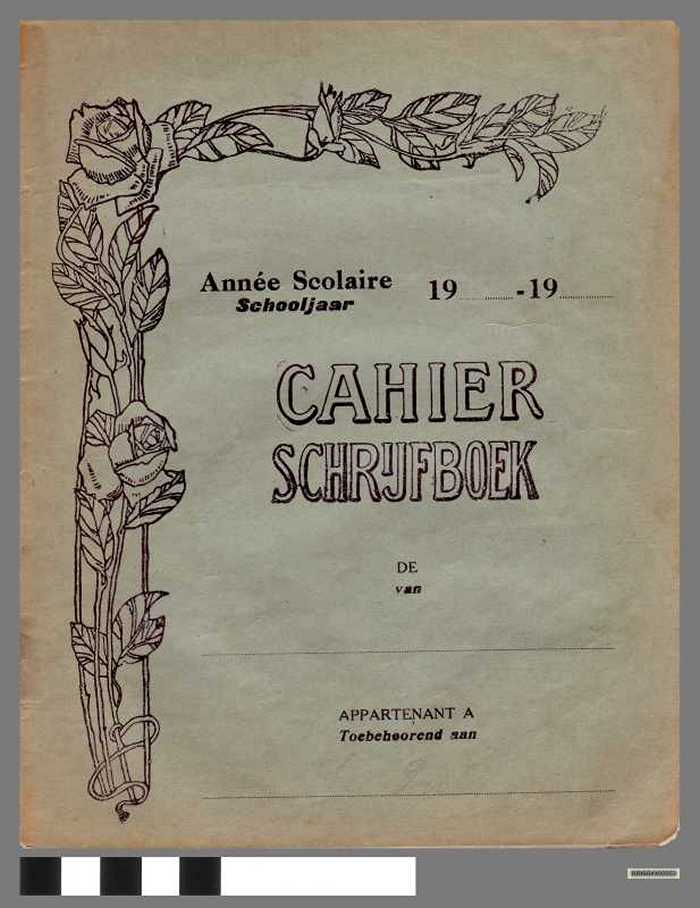 Année Scolaire 19 -19
Schooljaar
CAHIER
SCHRIJFBOEK
DE
van
APPARTENANT A
Toebehoorend aan